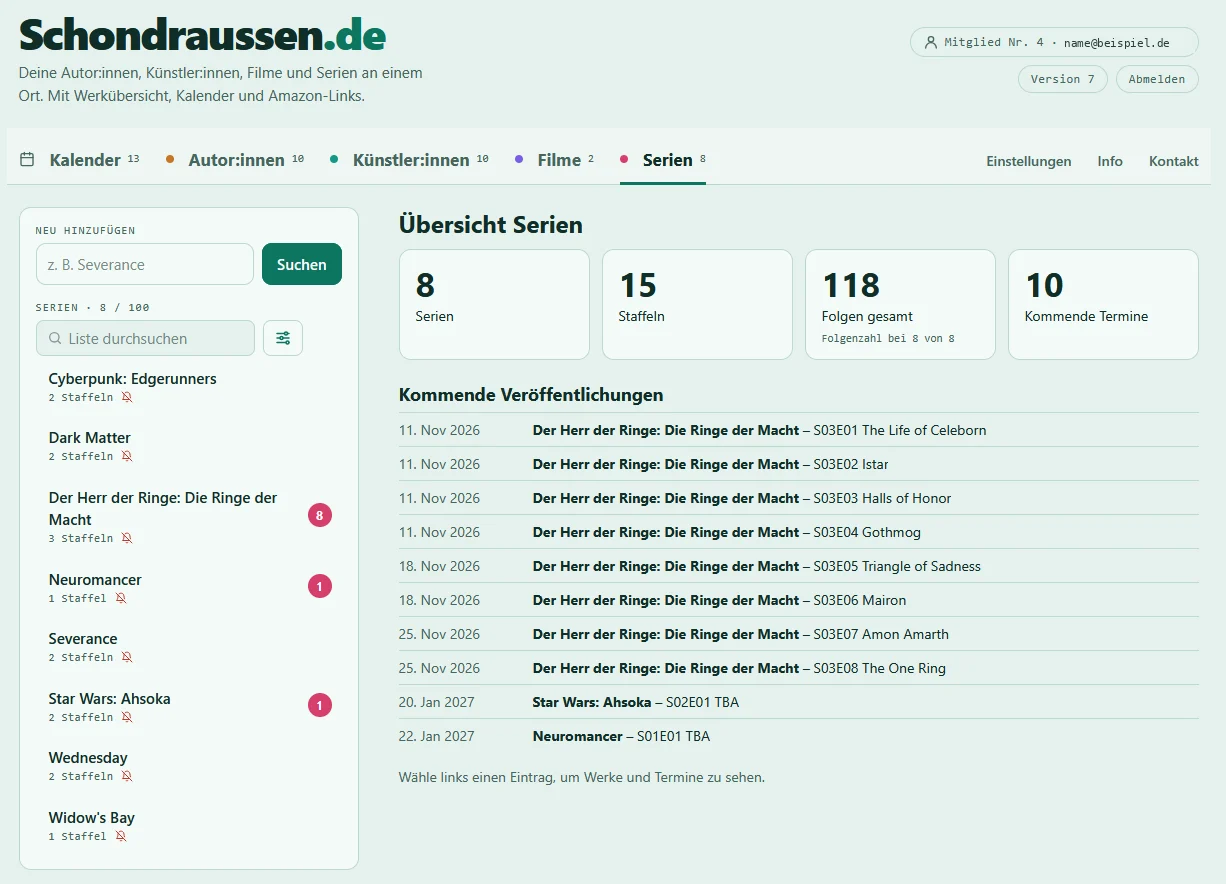 Schondraussen.de
Deine Autor:innen, Künstler:innen, Filme und Serien an einem
Ort. Mit Werkübersicht, Kalender und Amazon-Links.
Mitglied Nr. 4 · name@beispiel.de
Version 7
Abmelden
Kalender 13
Autor:innen 10
Künstler:innen 10
Filme 2
Serien 8
Einstellungen
Info
Kontakt
NEU HINZUFÜGEN
z. B. Severance
Suchen
SERIEN · 8 / 100
Liste durchsuchen
Cyberpunk: Edgerunners
2 Staffeln
Dark Matter
2 Staffeln
Der Herr der Ringe: Die Ringe der
Macht
3 Staffeln
8
Neuromancer
1 Staffel
1
Severance
2 Staffeln
Star Wars: Ahsoka
2 Staffeln
1
Wednesday
2 Staffeln
Widow's Bay
1 Staffel
Übersicht Serien
8
Serien
15
Staffeln
118
Folgen gesamt
Folgenzahl bei 8 von 8
10
Kommende Termine
Kommende Veröffentlichungen
11. Nov 2026 Der Herr der Ringe: Die Ringe der Macht – S03E01 The Life of Celeborn
11. Nov 2026 Der Herr der Ringe: Die Ringe der Macht – S03E02 Istar
11. Nov 2026 Der Herr der Ringe: Die Ringe der Macht – S03E03 Halls of Honor
11. Nov 2026 Der Herr der Ringe: Die Ringe der Macht – S03E04 Gothmog
18. Nov 2026 Der Herr der Ringe: Die Ringe der Macht – S03E05 Triangle of Sadness
18. Nov 2026 Der Herr der Ringe: Die Ringe der Macht – S03E06 Mairon
25. Nov 2026 Der Herr der Ringe: Die Ringe der Macht – S03E07 Amon Amarth
25. Nov 2026 Der Herr der Ringe: Die Ringe der Macht – S03E08 The One Ring
20. Jan 2027 Star Wars: Ahsoka – S02E01 TBA
22. Jan 2027 Neuromancer – S01E01 TBA
Wähle links einen Eintrag, um Werke und Termine zu sehen.